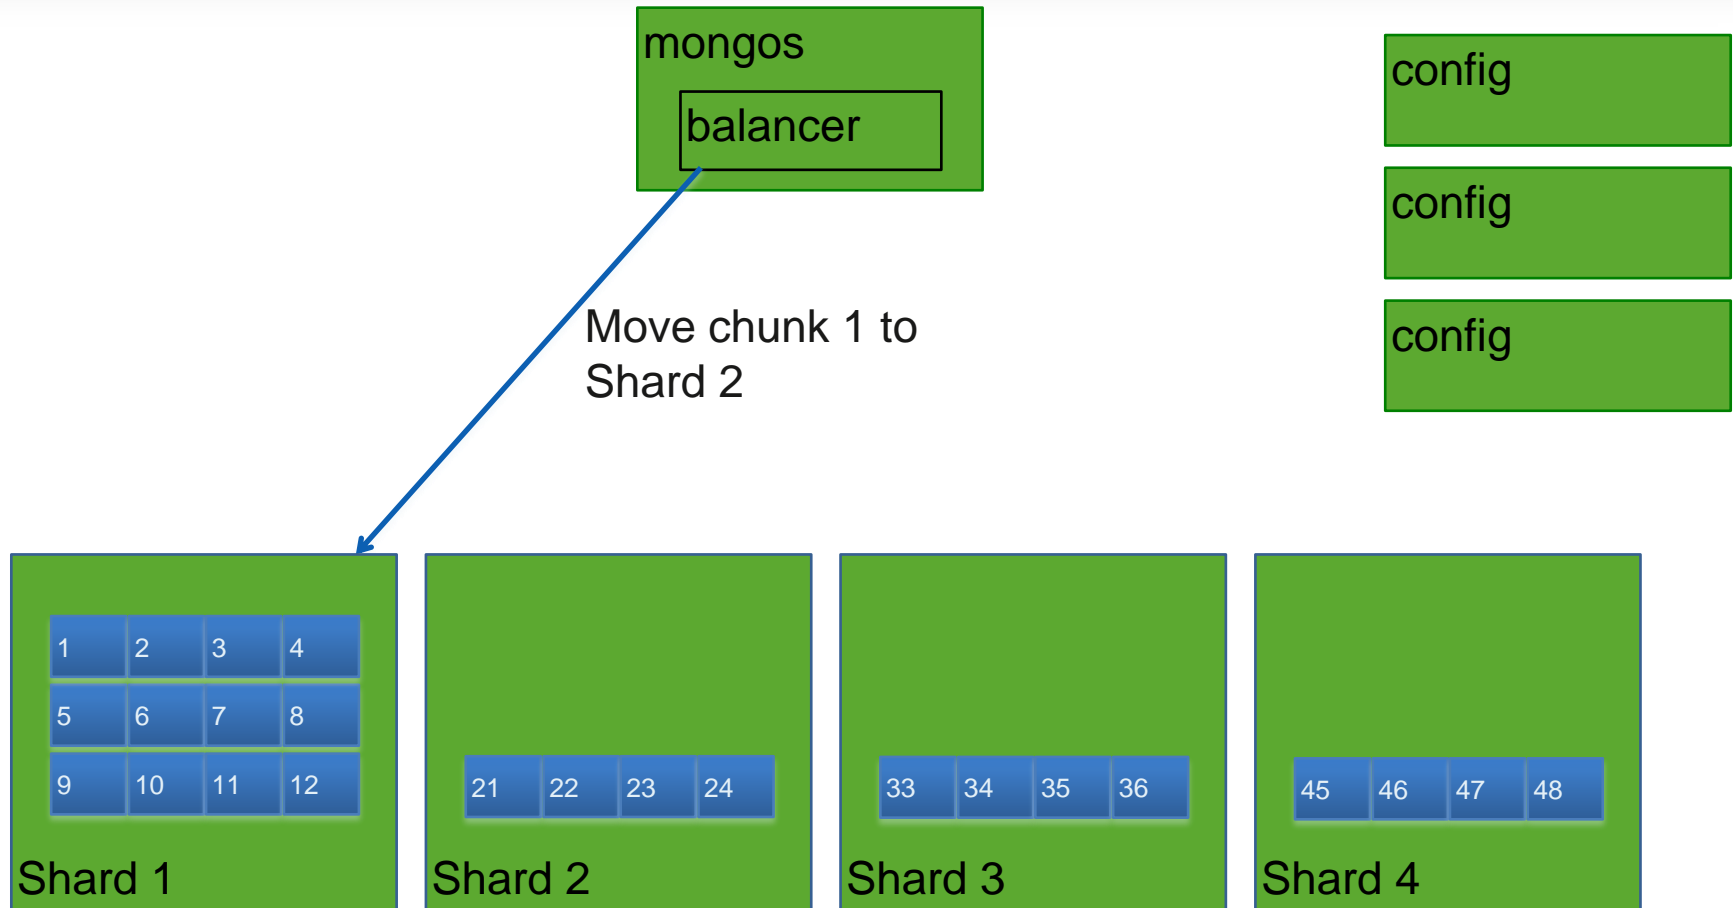 mongos
balancer
config
config
config
Move chunk 1 to
Shard 2
1 2 3 4
5 6 7 8
9 10 11 12
Shard 1
21 22 23 24
Shard 2
33 34 35 36
Shard 3
45 46 47 48
Shard 4